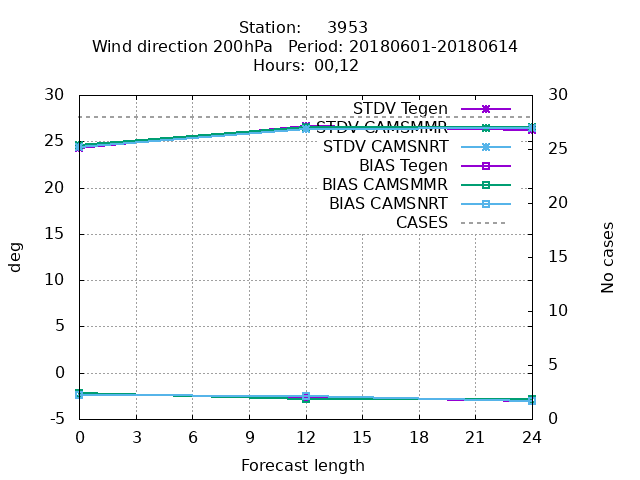 Station: 3953
Wind direction 200hPa Period: 20180601-20180614
Hours: 00,12
30 30
STDV Tegen
STDV CAMSMMR
25 25
STDV CAMSNRT
BIAS Tegen
20 BIAS CAMSMMR 20
BIAS CAMSNRT
CASES
15 15
deg No cases
10 10
5 5
0
-5 0
0 3 6 9 12 15 18 21 24
Forecast length